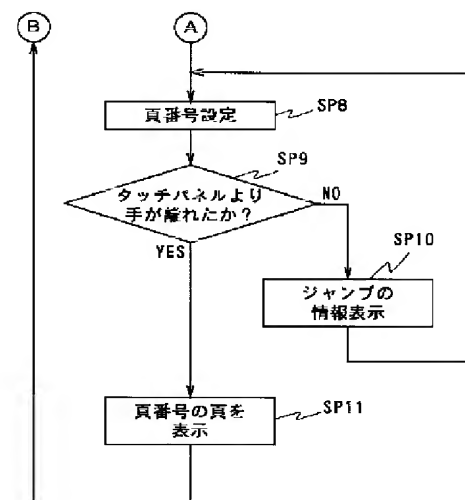 B
A
頁番号設定
SP8
SP9
タッチパネルより
手が離れたか?
NO
YES
SP10
ジャンプの
情報表示
頁番号の頁を
表示
SP11